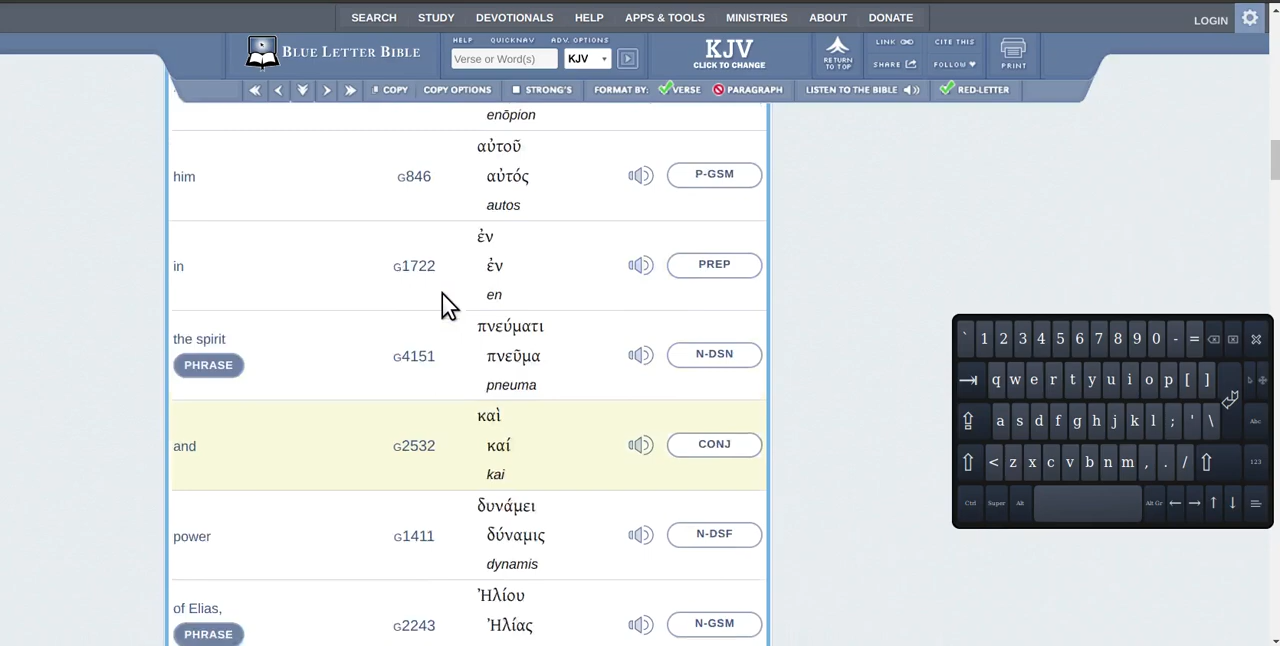 SEARCH STUDY DEVOTIONALS HELP APPS & TOOLS MINISTRIES ABOUT DONATE LOGIN
BLUE LETTER BIBLE
HELP QUICKNAV ADV. OPTIONS
Verse or Word(s) KJV
KJV
CLICK TO CHANGE
RETURN
TO TOP
LINK CITE THIS
SHARE FOLLOW
PRINT
COPY COPY OPTIONS STRONG'S FORMAT BY: VERSE PARAGRAPH LISTEN TO THE BIBLE RED-LETTER
enōpion
αὐτοῦ
him G846 αὐτός P-GSM
autos
ἐν
in G1722 ἐν PREP
en
πνεύματι
the spirit
PHRASE G4151 πνεῦμα N-DSN
pneuma
καὶ
and G2532 καί CONJ
kai
δυνάμει
power G1411 δύναμις N-DSF
dynamis
Ἠλίου
of Elias,
PHRASE G2243 Ἠλίας N-GSM
` 1 2 3 4 5 6 7 8 9 0 - =
q w e r t y u i o p [ ]
a s d f g h j k l ; ' \ Abc
< z x c v b n m , . / 123
Ctrl Super Alt Alt Gr